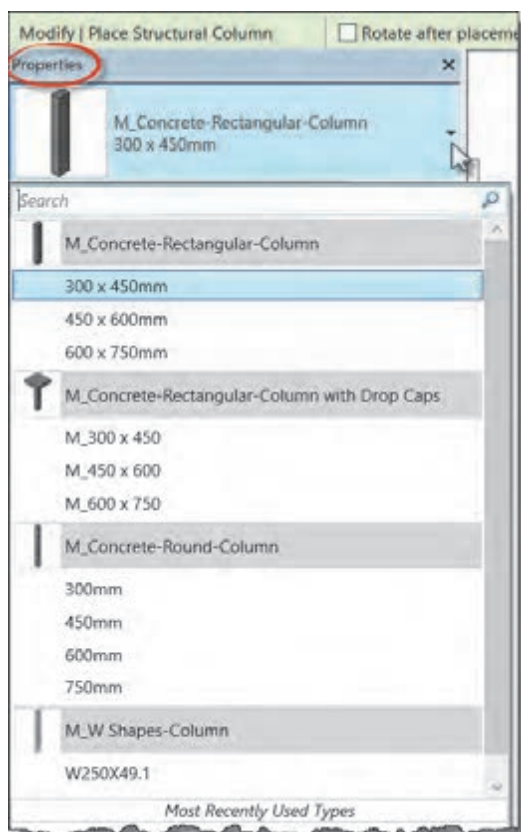 Modify | Place Structural Column Rotate after placeme
Properties
M_Concrete-Rectangular-Column
300 x 450mm
Search
M_Concrete-Rectangular-Column
300 x 450mm
450 x 600mm
600 x 750mm
M_Concrete-Rectangular-Column with Drop Caps
M_300 x 450
M_450 x 600
M_600 x 750
M_Concrete-Round-Column
300mm
450mm
600mm
750mm
M_W Shapes-Column
W250X49.1
Most Recently Used Types